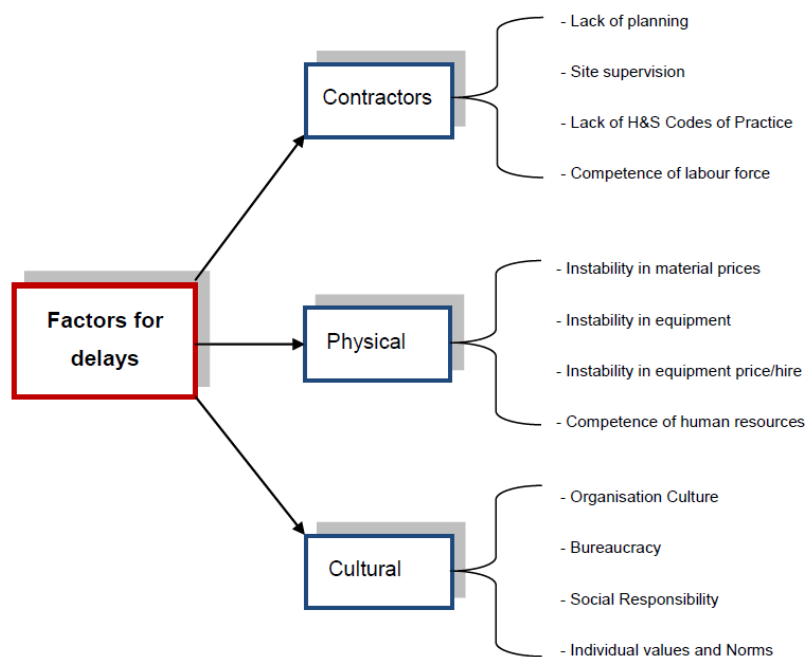 Factors for
delays
Contractors
- Lack of planning
- Site supervision
- Lack of H&S Codes of Practice
- Competence of labour force
Physical
- Instability in material prices
- Instability in equipment
- Instability in equipment price/hire
- Competence of human resources
Cultural
- Organisation Culture
- Bureaucracy
- Social Responsibility
- Individual values and Norms